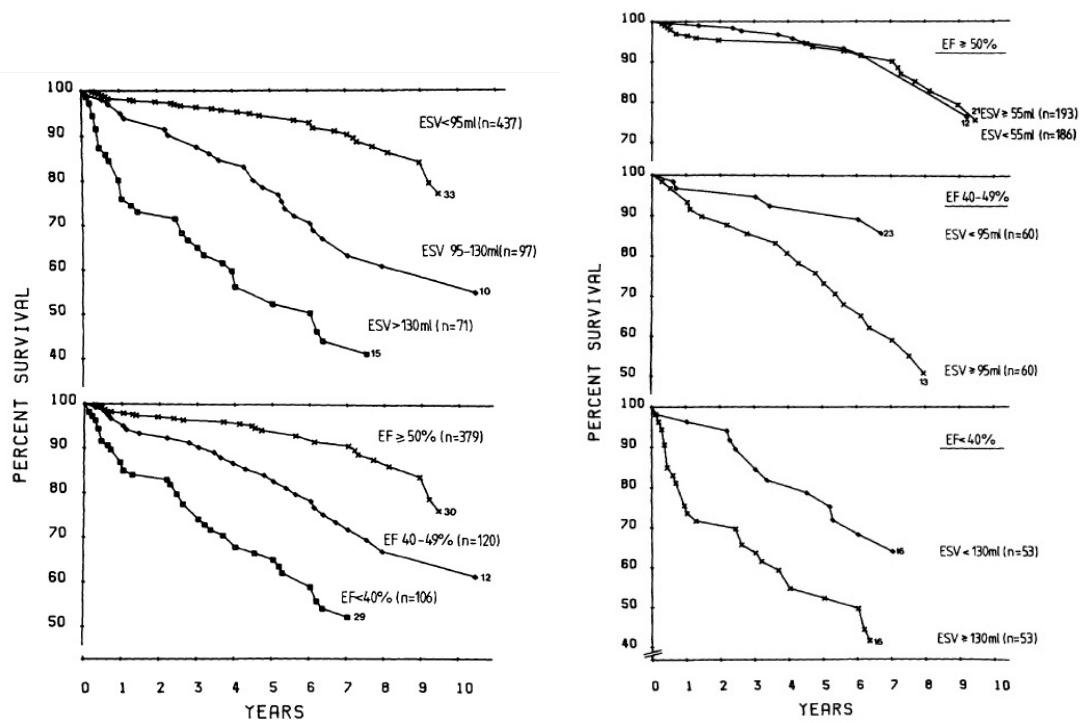 PERCENT SURVIVAL
100
90
80
70
60
50
40
ESV<95ml(n=437)
33
ESV 95-130ml(n=97)
10
ESV>130ml(n=71)
15
100
90
80
70
60
50
EF ≥ 50% (n=379)
30
EF 40-49% (n=120)
12
EF<40% (n=106)
29
0 1 2 3 4 5 6 7 8 9 10
YEARS
PERCENT SURVIVAL
100
90
80
70
EF ≥ 50%
21 ESV ≥ 55ml (n=193)
12
ESV < 55ml (n=186)
100
90
80
70
60
50
EF 40-49%
23
ESV < 95ml (n=60)
ESV ≥ 95ml (n=60)
13
100
90
80
70
60
50
40
EF<40%
16
ESV < 130ml (n=53)
16
ESV ≥ 130ml (n=53)
0 1 2 3 4 5 6 7 8 9 10
YEARS